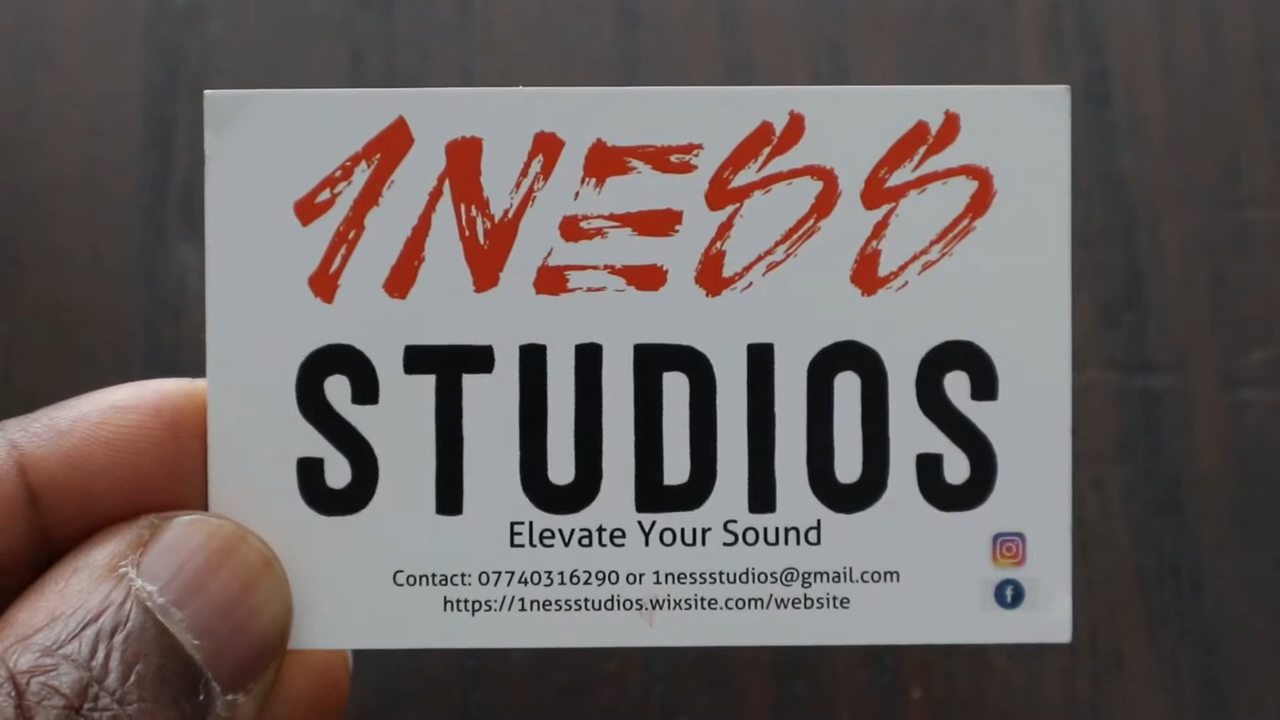 1NESS
STUDIOS
Elevate Your Sound
Contact: 07740316290 or 1nessstudios@gmail.com
https://1nessstudios.wixsite.com/website